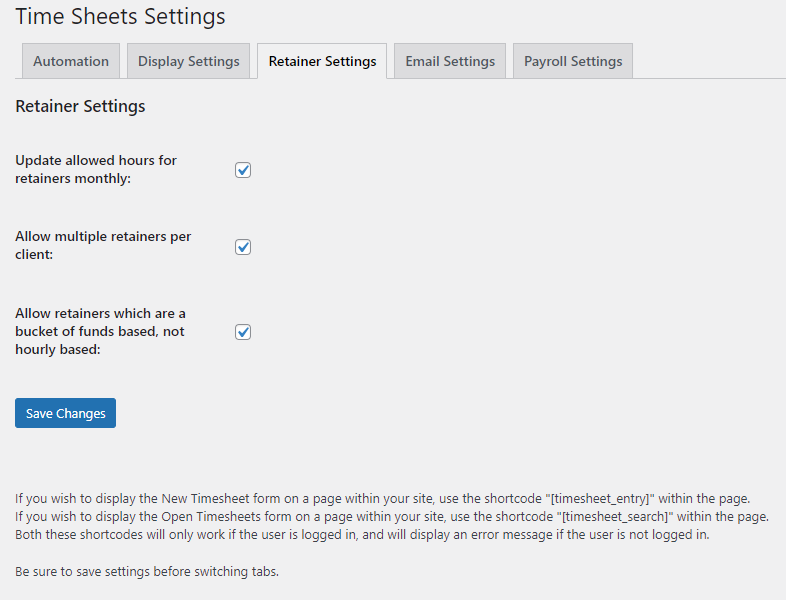 Time Sheets Settings
Automation
Display Settings
Retainer Settings
Email Settings
Payroll Settings
Retainer Settings
Update allowed hours for
retainers monthly:
Allow multiple retainers per
client:
Allow retainers which are a
bucket of funds based, not
hourly based:
Save Changes
If you wish to display the New Timesheet form on a page within your site, use the shortcode "[timesheet_entry]" within the page.
If you wish to display the Open Timesheets form on a page within your site, use the shortcode "[timesheet_search]" within the page.
Both these shortcodes will only work if the user is logged in, and will display an error message if the user is not logged in.
Be sure to save settings before switching tabs.